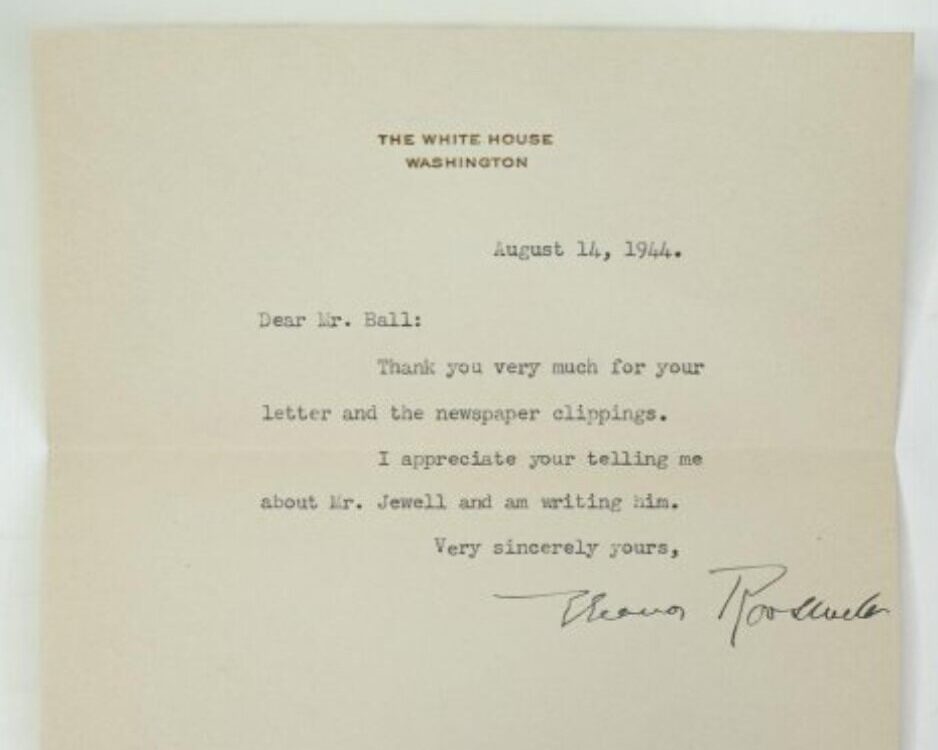 THE WHITE HOUSE
WASHINGTON
August 14, 1944.
Dear Mr. Ball:
Thank you very much for your
letter and the newspaper clippings.
I appreciate your telling me
about Mr. Jewell and am writing him.
Very sincerely yours,
Eleanor Roosevelt